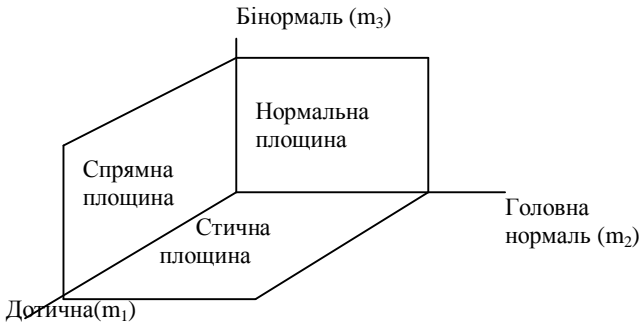 Бінормаль (m₃)
Нормальна
площина
Спрямна
площина
Стична
площина
Головна
нормаль (m₂)
Дотична(m₁)